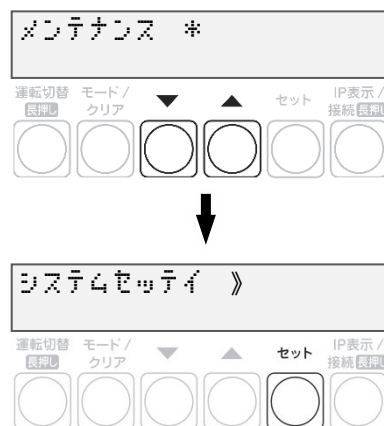 メンテナンス *
運転切替 モード/ ▼ ▲ セット IP表示/
長押し クリア 接続 長押し
システムセッテイ 》
運転切替 モード/ ▼ ▲ セット IP表示/
長押し クリア 接続 長押し